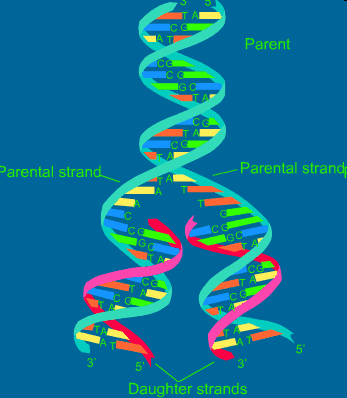 3' 5'
T A
C G
A T
Parent
C G
C G
G C
T A
C G
T A
Parental strand
Parental strand
T A
A T
A T
C G
C G C G
G C G C
T A T A
C G C G
T A T A
T A T A
A T A T
3' 5' 3' 5'
Daughter strands